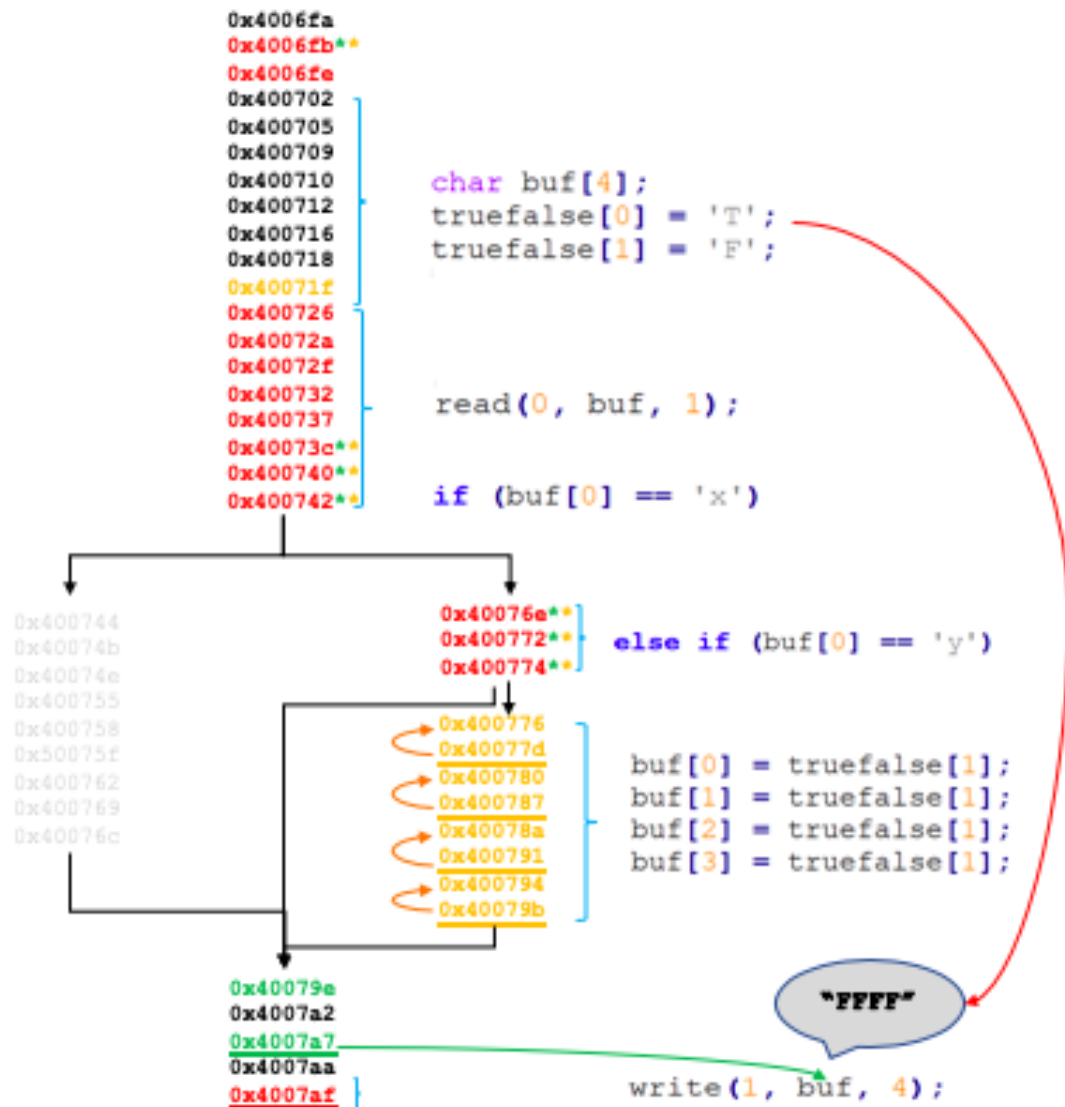 0x4006fa
0x4006fb**
0x4006fe
0x400702
0x400705
0x400709
0x400710
0x400712
0x400716
0x400718
0x40071f
char buf[4];
truefalse[0] = 'T';
truefalse[1] = 'F';
0x400726
0x40072a
0x40072f
0x400732
0x400737
0x40073c**
0x400740**
0x400742**
read(0, buf, 1);
if (buf[0] == 'x')
0x400744
0x40074b
0x40074e
0x400755
0x400758
0x50075f
0x400762
0x400769
0x40076c
0x40076e**
0x400772**
0x400774**
else if (buf[0] == 'y')
0x400776
0x40077d
0x400780
0x400787
0x40078a
0x400791
0x400794
0x40079b
buf[0] = truefalse[1];
buf[1] = truefalse[1];
buf[2] = truefalse[1];
buf[3] = truefalse[1];
0x40079e
0x4007a2
0x4007a7
0x4007aa
0x4007af
"FFFF"
write(1, buf, 4);